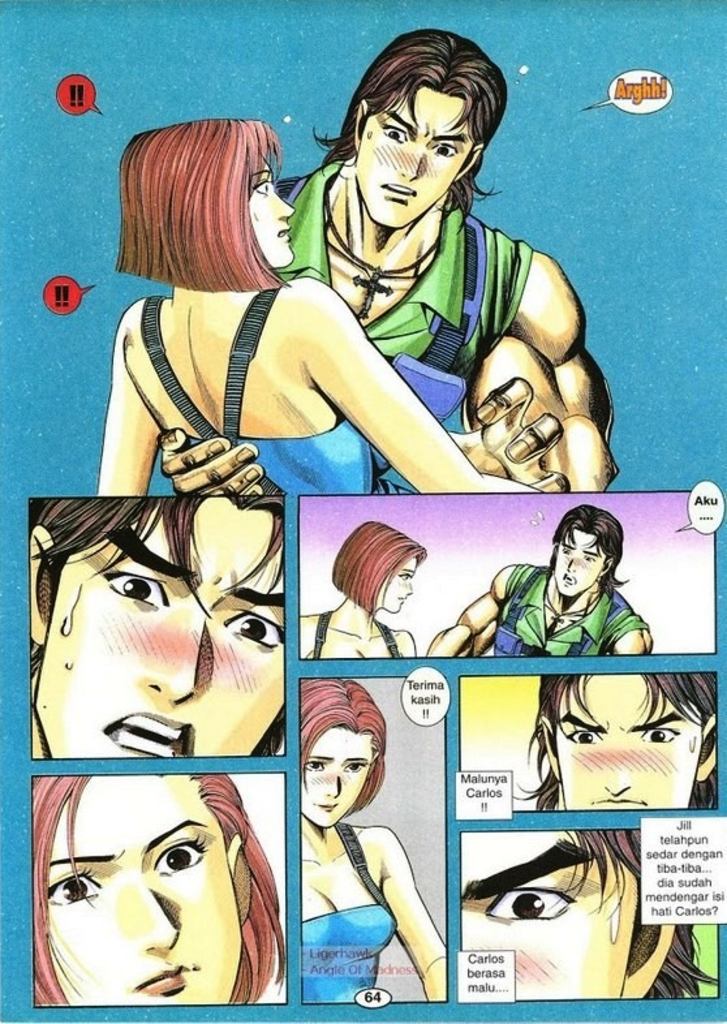 !!
Arghh!
!!
Aku
....
Terima
kasih
!!
Malunya
Carlos
!!
Jill
telahpun
sedar dengan
tiba-tiba...
dia sudah
mendengar isi
hati Carlos?
Carlos
berasa
malu....
- Ligerhawk
- Angle Of Madness
64